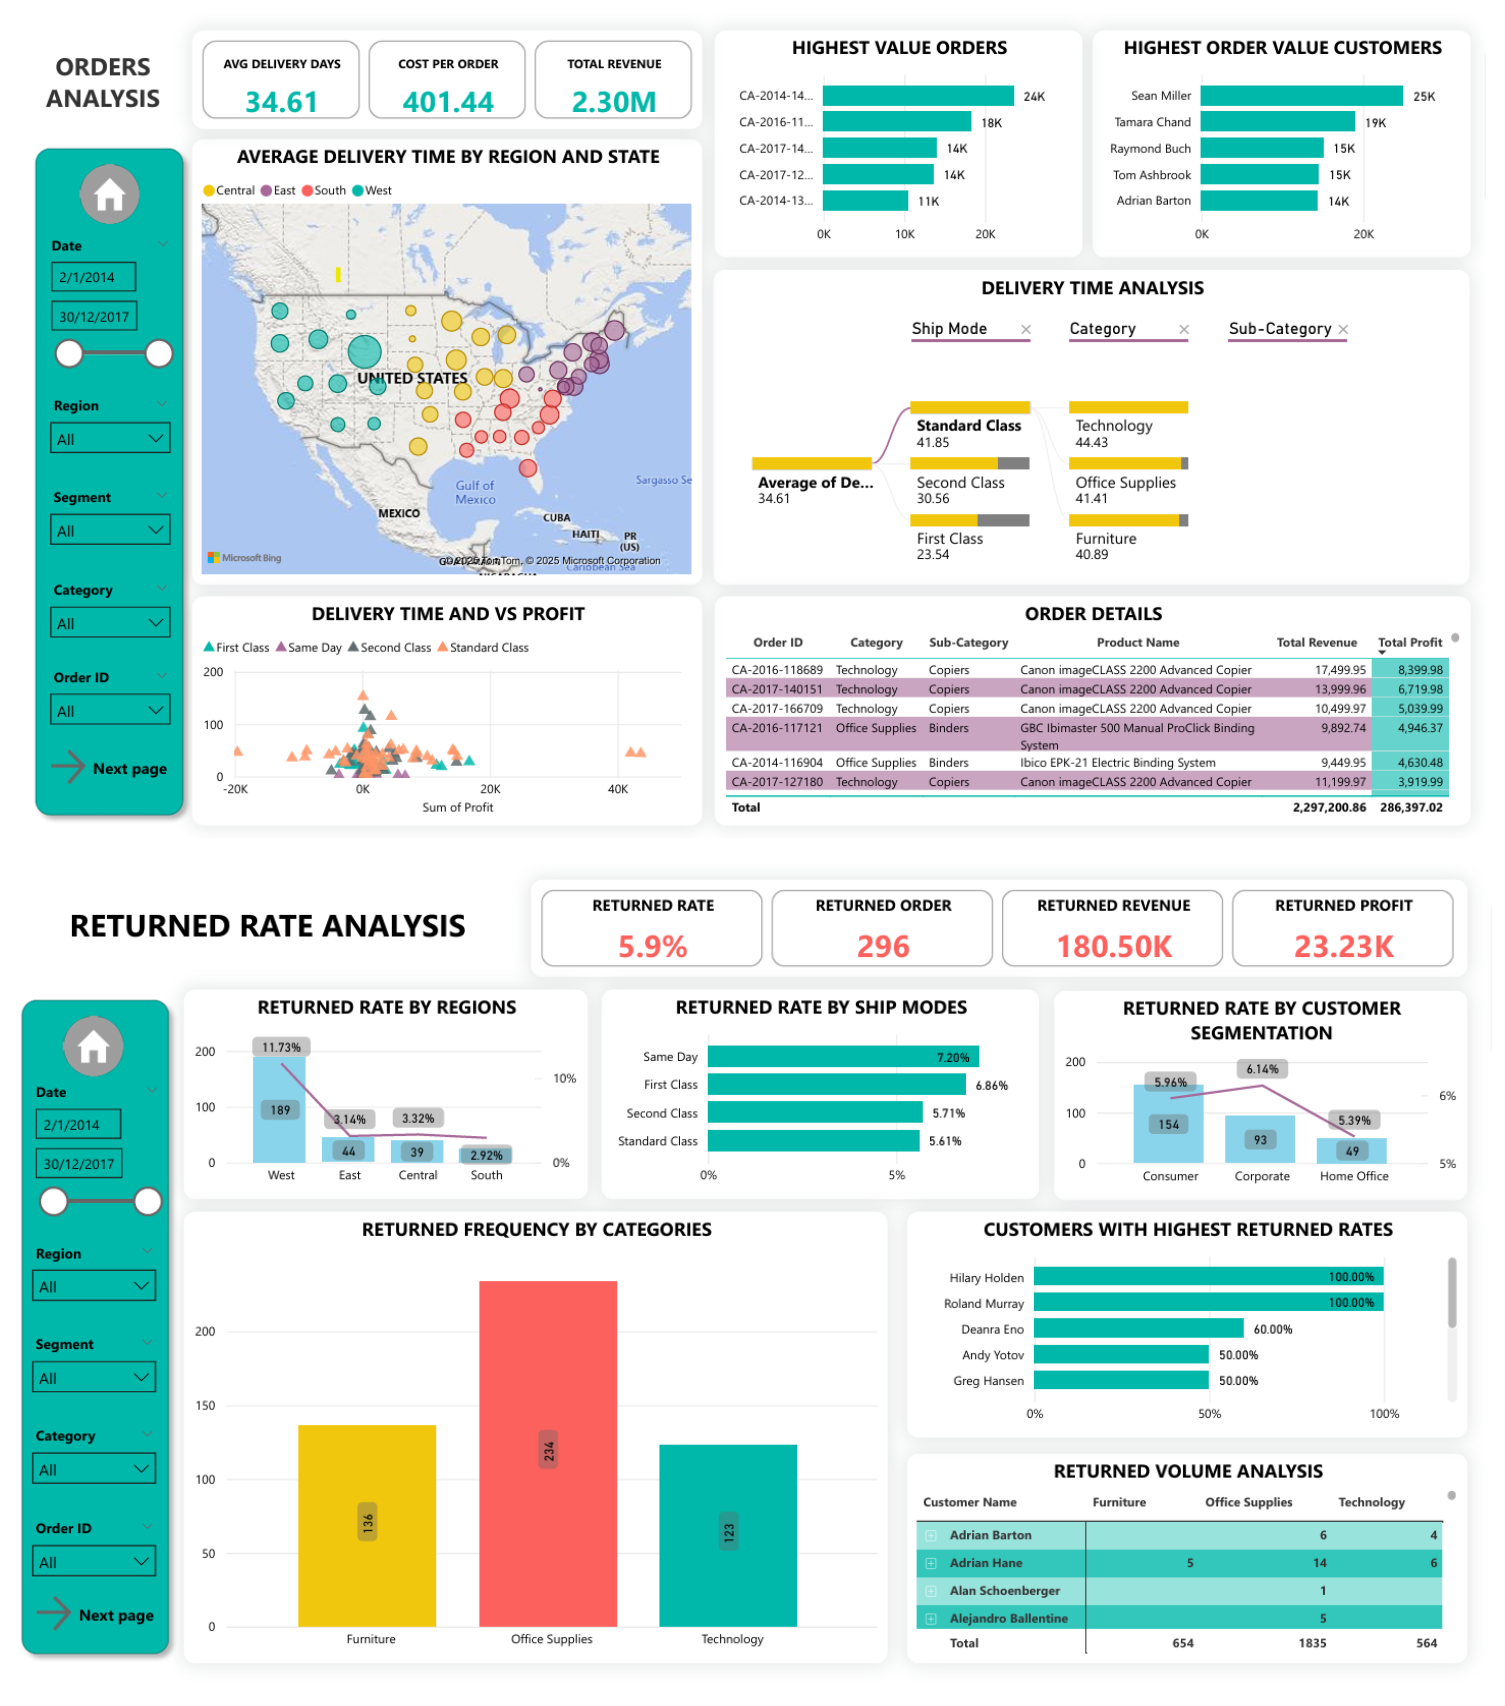 ORDERS
ANALYSIS
AVG DELIVERY DAYS
34.61
COST PER ORDER
401.44
TOTAL REVENUE
2.30M
Date
2/1/2014
30/12/2017
Region
All
Segment
All
Category
All
Order ID
All
Next page
AVERAGE DELIVERY TIME BY REGION AND STATE
Central East South West
UNITED STATES
Gulf of
Mexico
MEXICO
CUBA
HAITI
PR
(US)
Sargasso Se
Caribbean Sea
Microsoft Bing
© 2025 TomTom, © 2025 Microsoft Corporation
HIGHEST VALUE ORDERS
CA-2014-14... 24K
CA-2016-11... 18K
CA-2017-14... 14K
CA-2017-12... 14K
CA-2014-13... 11K
0K 10K 20K
HIGHEST ORDER VALUE CUSTOMERS
Sean Miller 25K
Tamara Chand 19K
Raymond Buch 15K
Tom Ashbrook 15K
Adrian Barton 14K
0K 20K
DELIVERY TIME ANALYSIS
Ship Mode Category Sub-Category
Average of De...
34.61
Standard Class
41.85
Second Class
30.56
First Class
23.54
Technology
44.43
Office Supplies
41.41
Furniture
40.89
DELIVERY TIME AND VS PROFIT
First Class Same Day Second Class Standard Class
200
100
0
-20K 0K 20K 40K
Sum of Profit
ORDER DETAILS
Order ID Category Sub-Category Product Name Total Revenue Total Profit
CA-2016-118689 Technology Copiers Canon imageCLASS 2200 Advanced Copier 17,499.95 8,399.98
CA-2017-140151 Technology Copiers Canon imageCLASS 2200 Advanced Copier 13,999.96 6,719.98
CA-2017-166709 Technology Copiers Canon imageCLASS 2200 Advanced Copier 10,499.97 5,039.99
CA-2016-117121 Office Supplies Binders GBC Ibimaster 500 Manual ProClick Binding 9,892.74 4,946.37
System
CA-2014-116904 Office Supplies Binders Ibico EPK-21 Electric Binding System 9,449.95 4,630.48
CA-2017-127180 Technology Copiers Canon imageCLASS 2200 Advanced Copier 11,199.97 3,919.99
Total 2,297,200.86 286,397.02
RETURNED RATE ANALYSIS
RETURNED RATE
5.9%
RETURNED ORDER
296
RETURNED REVENUE
180.50K
RETURNED PROFIT
23.23K
Date
2/1/2014
30/12/2017
Region
All
Segment
All
Category
All
Order ID
All
Next page
RETURNED RATE BY REGIONS
200
100
0
11.73%
3.14%
3.32%
2.92%
189
44
39
10%
0%
West East Central South
RETURNED RATE BY SHIP MODES
Same Day 7.20%
First Class 6.86%
Second Class 5.71%
Standard Class 5.61%
0% 5%
RETURNED RATE BY CUSTOMER
SEGMENTATION
200
100
0
5.96%
6.14%
5.39%
154
93
49
6%
5%
Consumer Corporate Home Office
RETURNED FREQUENCY BY CATEGORIES
200
150
100
50
0
136
234
123
Furniture Office Supplies Technology
CUSTOMERS WITH HIGHEST RETURNED RATES
Hilary Holden 100.00%
Roland Murray 100.00%
Deanra Eno 60.00%
Andy Yotov 50.00%
Greg Hansen 50.00%
0% 50% 100%
RETURNED VOLUME ANALYSIS
Customer Name Furniture Office Supplies Technology
Adrian Barton 6 4
Adrian Hane 5 14 6
Alan Schoenberger 1
Alejandro Ballentine 5
Total 654 1835 564